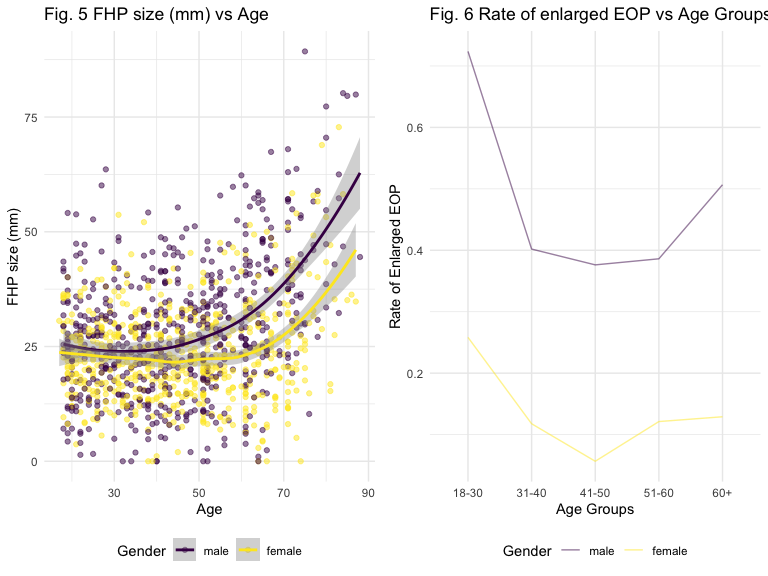 Fig. 5 FHP size (mm) vs Age
FHP size (mm)
75
50
25
0
30
50
70
90
Age
Gender
male
female
Fig. 6 Rate of enlarged EOP vs Age Groups
Rate of Enlarged EOP
0.6
0.4
0.2
18-30
31-40
41-50
51-60
60+
Age Groups
Gender
male
female